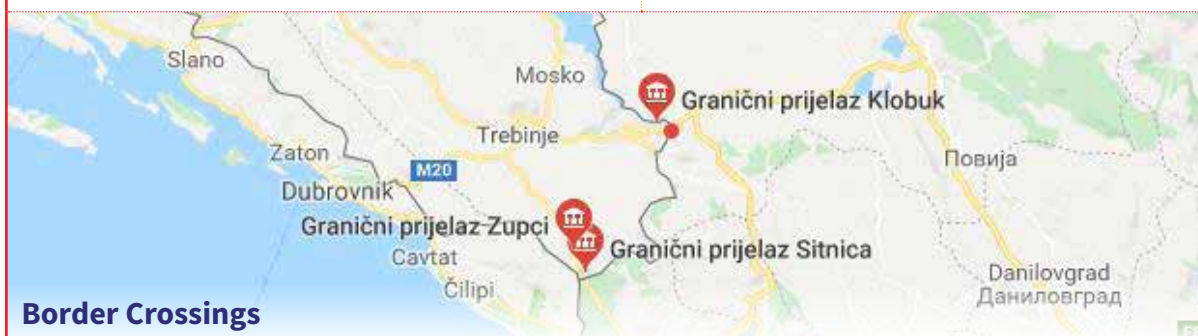 Slano
Mosko
Granični prijelaz Klobuk
Trebinje
Zaton
Повија
M20
Dubrovnik
Granični prijelaz Zupci
Granični prijelaz Sitnica
Cavtat
Čilipi
Danilovgrad
Даниловград
Border Crossings